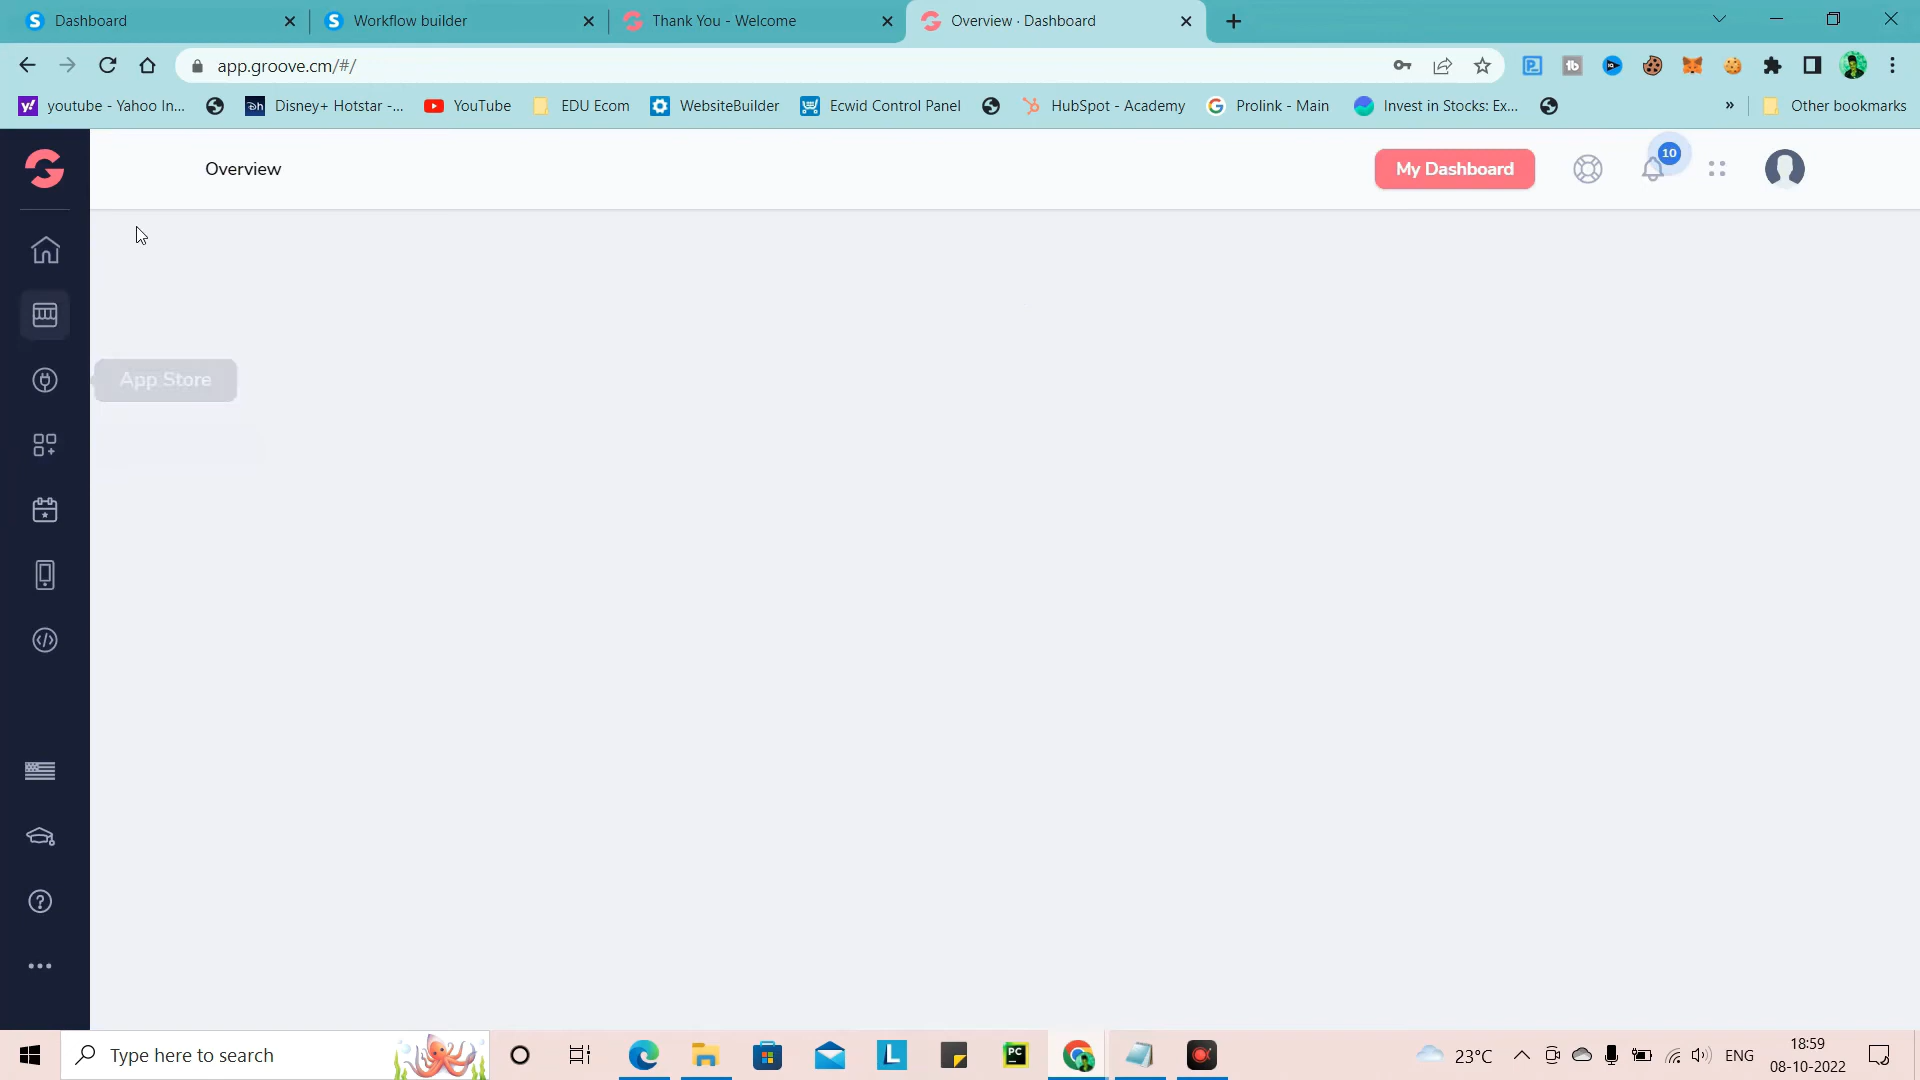 Dashboard
Workflow builder
Thank You - Welcome
Overview · Dashboard
app.groove.cm/#/
youtube - Yahoo In...
Disney+ Hotstar -...
YouTube
EDU Ecom
WebsiteBuilder
Ecwid Control Panel
HubSpot - Academy
Prolink - Main
Invest in Stocks: Ex...
»
Other bookmarks
Overview
My Dashboard
10
App Store
Type here to search
23°C
ENG
18:59
08-10-2022